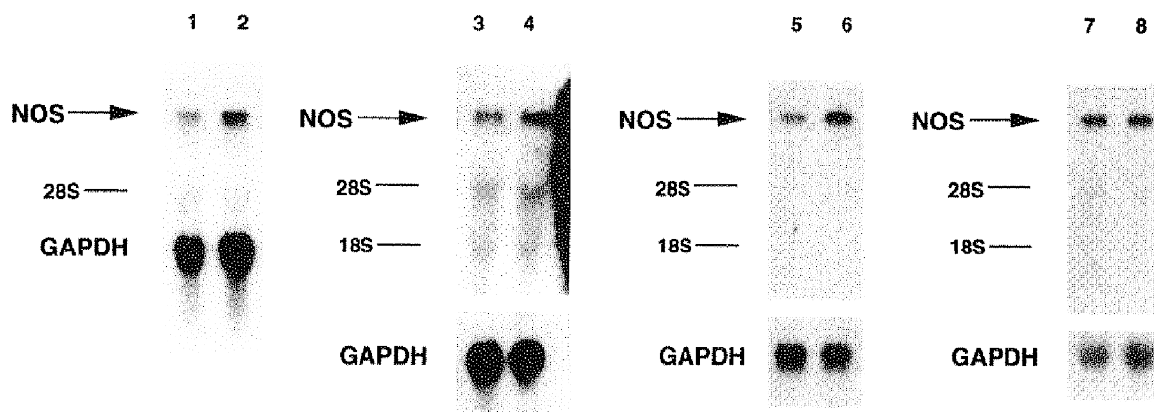 1 2 3 4 5 6 7 8
NOS NOS NOS NOS
28S 28S 28S 28S
GAPDH 18S 18S 18S
GAPDH GAPDH GAPDH